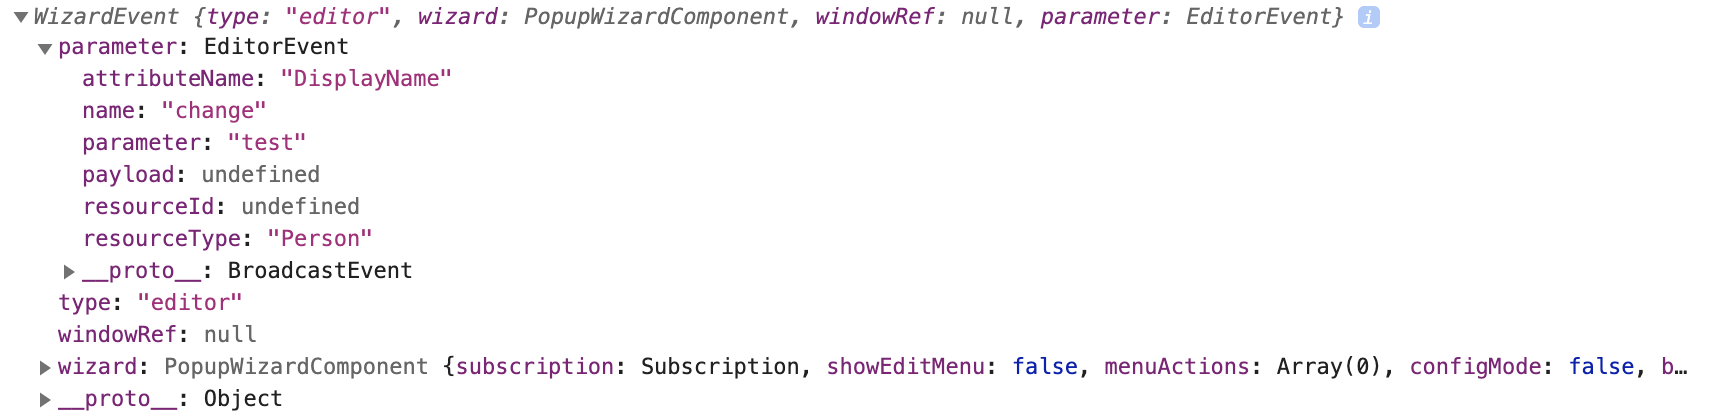 WizardEvent {type: "editor", wizard: PopupWizardComponent, windowRef: null, parameter: EditorEvent} i
parameter: EditorEvent
attributeName: "DisplayName"
name: "change"
parameter: "test"
payload: undefined
resourceId: undefined
resourceType: "Person"
__proto__: BroadcastEvent
type: "editor"
windowRef: null
wizard: PopupWizardComponent {subscription: Subscription, showEditMenu: false, menuActions: Array(0), configMode: false, b…
__proto__: Object